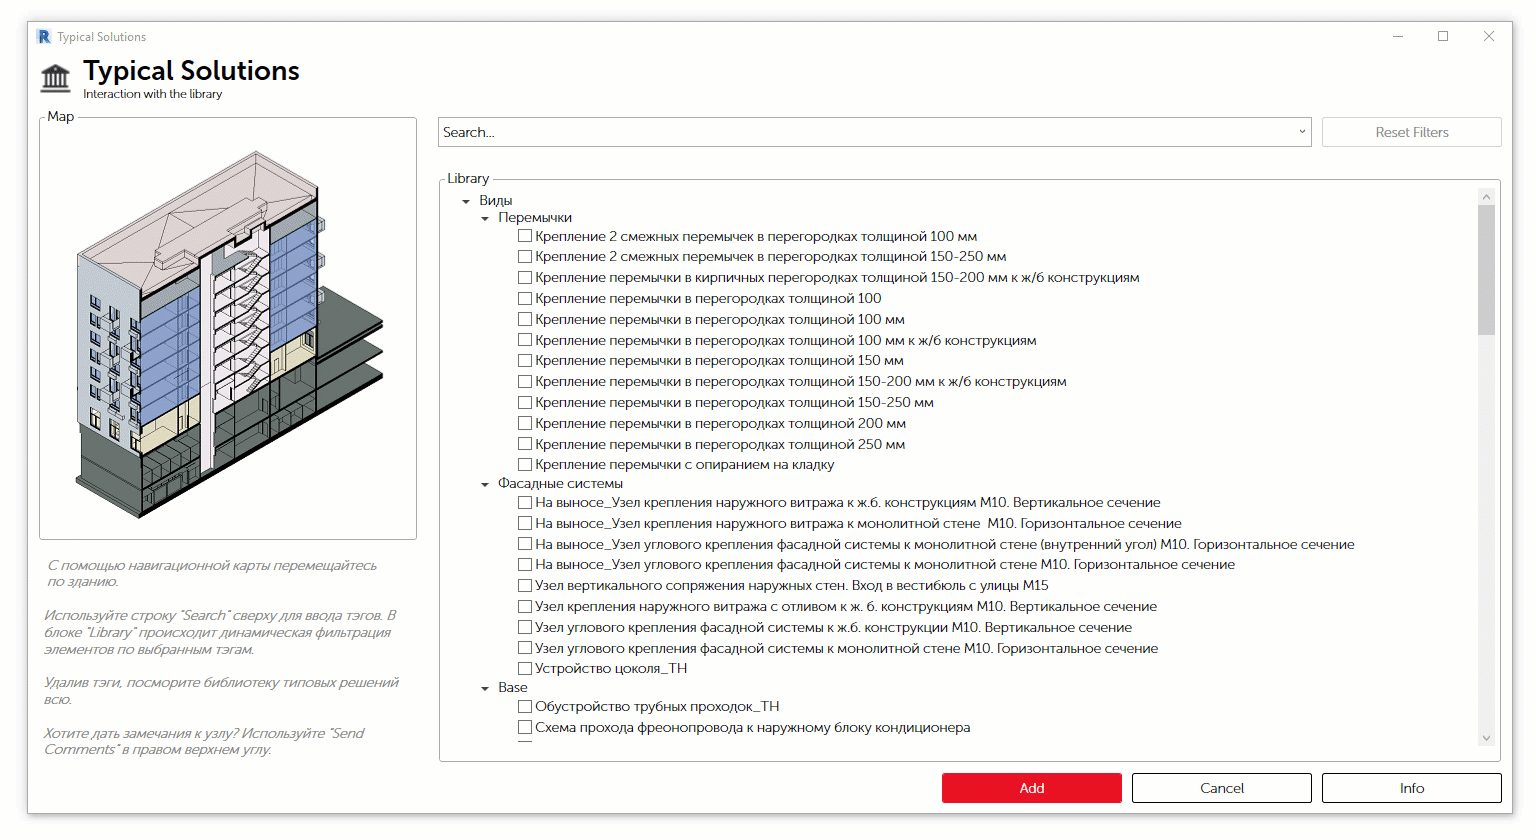 Typical Solutions
Typical Solutions
Interaction with the library
Map
С помощью навигационной карты перемещайтесь
по зданию.
Используйте строку "Search" сверху для ввода тэгов. В
блоке "Library" происходит динамическая фильтрация
элементов по выбранным тэгам.
Удалив тэги, посморите библиотеку типовых решений
всю.
Хотите дать замечания к узлу? Используйте "Send
Comments" в правом верхнем углу.
Search...
Reset Filters
Library
Виды
Перемычки
Крепление 2 смежных перемычек в перегородках толщиной 100 мм
Крепление 2 смежных перемычек в перегородках толщиной 150-250 мм
Крепление перемычки в кирпичных перегородках толщиной 150-200 мм к ж/б конструкциям
Крепление перемычки в перегородках толщиной 100
Крепление перемычки в перегородках толщиной 100 мм
Крепление перемычки в перегородках толщиной 100 мм к ж/б конструкциям
Крепление перемычки в перегородках толщиной 150 мм
Крепление перемычки в перегородках толщиной 150-200 мм к ж/б конструкциям
Крепление перемычки в перегородках толщиной 150-250 мм
Крепление перемычки в перегородках толщиной 200 мм
Крепление перемычки в перегородках толщиной 250 мм
Крепление перемычки с опиранием на кладку
Фасадные системы
На выносе_Узел крепления наружного витража к ж.б. конструкциям М10. Вертикальное сечение
На выносе_Узел крепления наружного витража к монолитной стене  М10. Горизонтальное сечение
На выносе_Узел углового крепления фасадной системы к монолитной стене (внутренний угол) М10. Горизонтальное сечение
На выносе_Узел углового крепления фасадной системы к монолитной стене М10. Горизонтальное сечение
Узел вертикального сопряжения наружных стен. Вход в вестибюль с улицы М15
Узел крепления наружного витража с отливом к ж. б. конструкциям М10. Вертикальное сечение
Узел углового крепления фасадной системы к ж.б. конструкции М10. Вертикальное сечение
Узел углового крепления фасадной системы к монолитной стене М10. Горизонтальное сечение
Устройство цоколя_ТН
Base
Обустройство трубных проходок_ТН
Схема прохода фреонопровода к наружному блоку кондиционера
Add
Cancel
Info